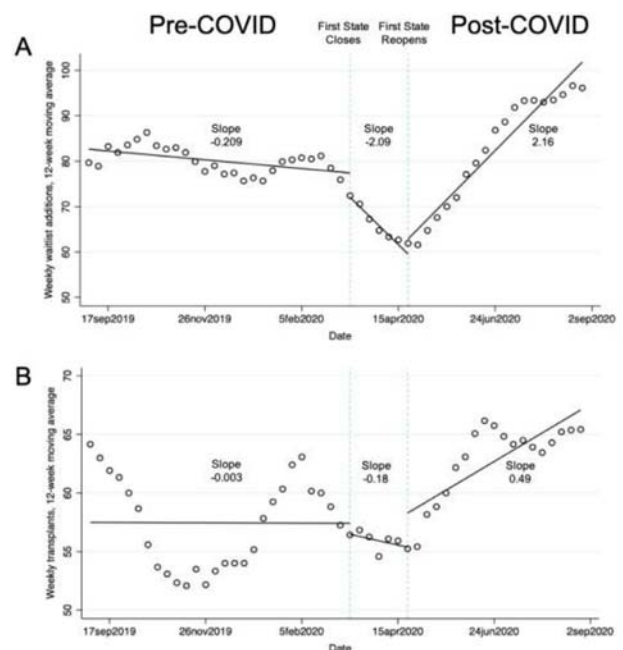 Pre-COVID
First State
Closes
First State
Reopens
Post-COVID
A
Weekly waitlist additions, 12-week moving average
100
90
80
70
60
50
Slope
-0.209
Slope
-2.09
Slope
2.16
17sep2019
26nov2019
5feb2020
15apr2020
24jun2020
2sep2020
Date
B
Weekly transplants, 12-week moving average
70
65
60
55
50
Slope
-0.003
Slope
-0.18
Slope
0.49
17sep2019
26nov2019
5feb2020
15apr2020
24jun2020
2sep2020
Date